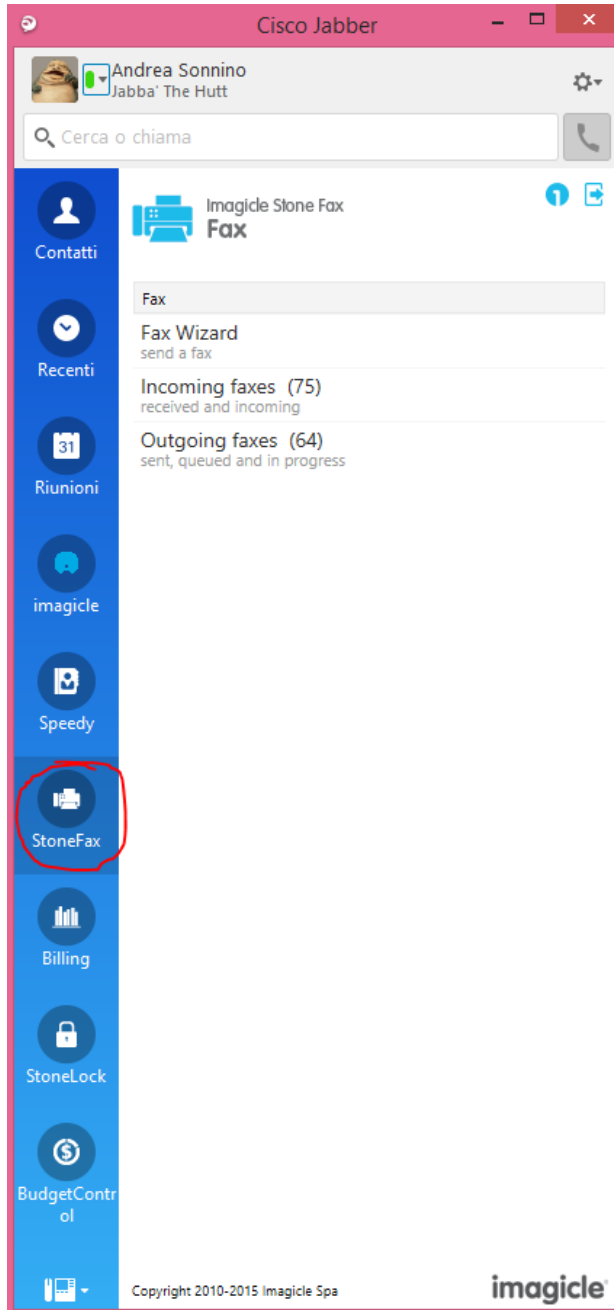 Cisco Jabber
Andrea Sonnino
Jabba' The Hutt
Cerca o chiama
Contatti
Recenti
31
Riunioni
imagicle
Speedy
StoneFax
Billing
StoneLock
BudgetContr
ol
Imagicle Stone Fax
Fax
Fax
Fax Wizard
send a fax
Incoming faxes (75)
received and incoming
Outgoing faxes (64)
sent, queued and in progress
Copyright 2010-2015 Imagicle Spa
imagicle